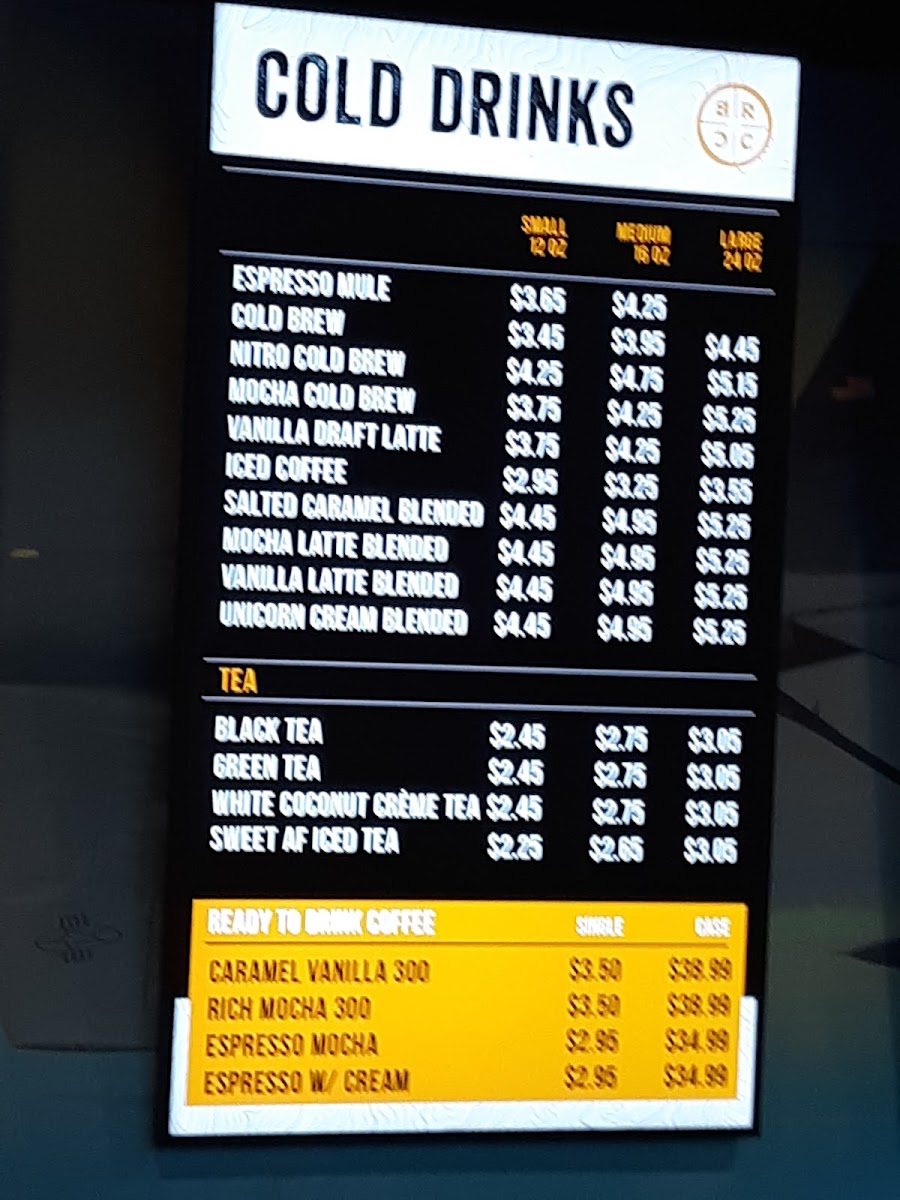 COLD DRINKS
B R
C C
SMALL MEDIUM LARGE
12 OZ 16 OZ 24 OZ
ESPRESSO MULE $3.65 $4.25
COLD BREW $3.45 $3.95 $4.45
NITRO COLD BREW $4.25 $4.75 $5.15
MOCHA COLD BREW $3.75 $4.25 $5.25
VANILLA DRAFT LATTE $3.75 $4.25 $5.05
ICED COFFEE $2.95 $3.25 $3.55
SALTED CARAMEL BLENDED $4.45 $4.95 $5.25
MOCHA LATTE BLENDED $4.45 $4.95 $5.25
VANILLA LATTE BLENDED $4.45 $4.95 $5.25
UNICORN CREAM BLENDED $4.45 $4.95 $5.25
TEA
BLACK TEA $2.45 $2.75 $3.05
GREEN TEA $2.45 $2.75 $3.05
WHITE COCONUT CRÈME TEA $2.45 $2.75 $3.05
SWEET AF ICED TEA $2.25 $2.65 $3.05
READY TO DRINK COFFEE SINGLE CASE
CARAMEL VANILLA 300 $3.50 $38.99
RICH MOCHA 300 $3.50 $38.99
ESPRESSO MOCHA $2.95 $34.99
ESPRESSO W/ CREAM $2.95 $34.99